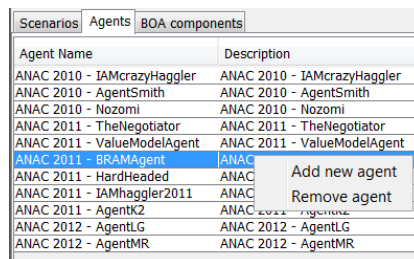 Scenarios Agents BOA components
Agent Name Description
ANAC 2010 - IAMcrazyHaggler ANAC 2010 - IAMcrazyHaggler
ANAC 2010 - AgentSmith ANAC 2010 - AgentSmith
ANAC 2010 - Nozomi ANAC 2010 - Nozomi
ANAC 2011 - TheNegotiator ANAC 2011 - TheNegotiator
ANAC 2011 - ValueModelAgent ANAC 2011 - ValueModelAgent
ANAC 2011 - BRAMAgent ANAC
ANAC 2011 - HardHeaded ANAC Add new agent
ANAC 2011 - IAMhaggler2011 ANAC Remove agent
ANAC 2011 - AgentK2 ANAC 2011 - AgentK2
ANAC 2012 - AgentLG ANAC 2012 - AgentLG
ANAC 2012 - AgentMR ANAC 2012 - AgentMR